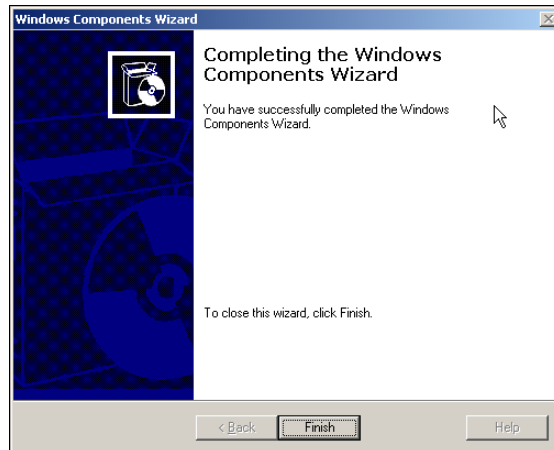 Windows Components Wizard
Completing the Windows
Components Wizard
You have successfully completed the Windows
Components Wizard.
To close this wizard, click Finish.
< Back
Finish
Help